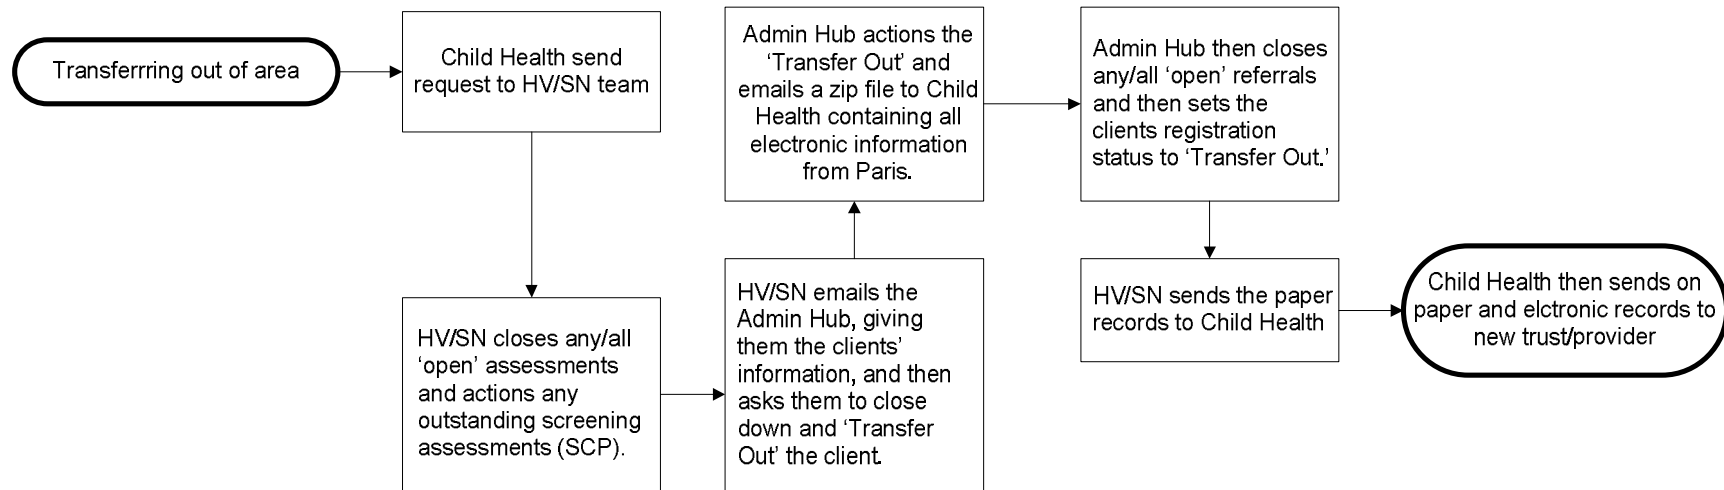 Transferrring out of area
Child Health send
request to HV/SN team
HV/SN closes any/all
‘open’ assessments
and actions any
outstanding screening
assessments (SCP).
HV/SN emails the
Admin Hub, giving
them the clients’
information, and then
asks them to close
down and ‘Transfer
Out’ the client.
Admin Hub actions the
‘Transfer Out’ and
emails a zip file to Child
Health containing all
electronic information
from Paris.
Admin Hub then closes
any/all ‘open’ referrals
and then sets the
clients registration
status to ‘Transfer Out.’
HV/SN sends the paper
records to Child Health
Child Health then sends on
paper and elctronic records to
new trust/provider